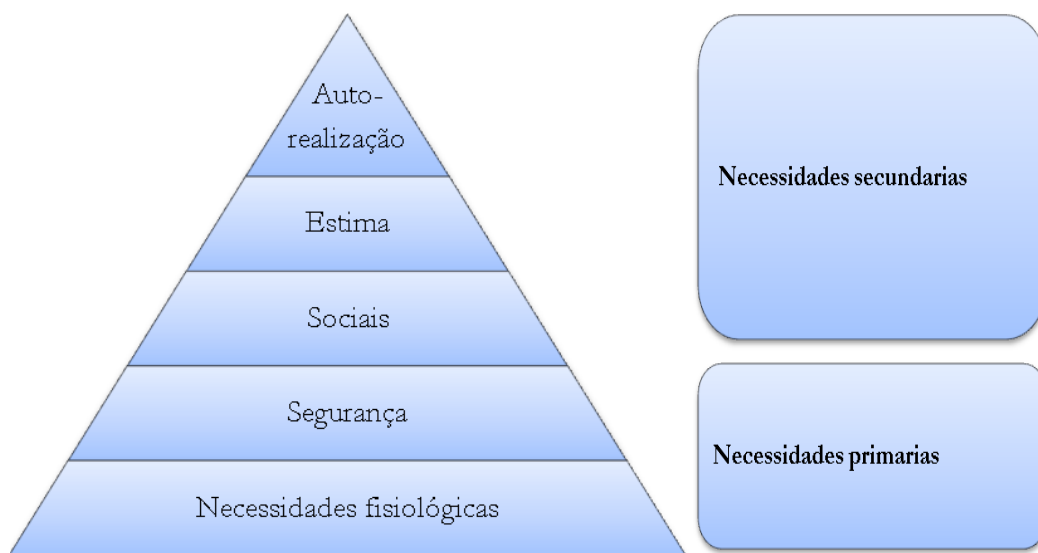 Auto-
realização
Estima
Sociais
Segurança
Necessidades fisiológicas
Necessidades secundarias
Necessidades primarias